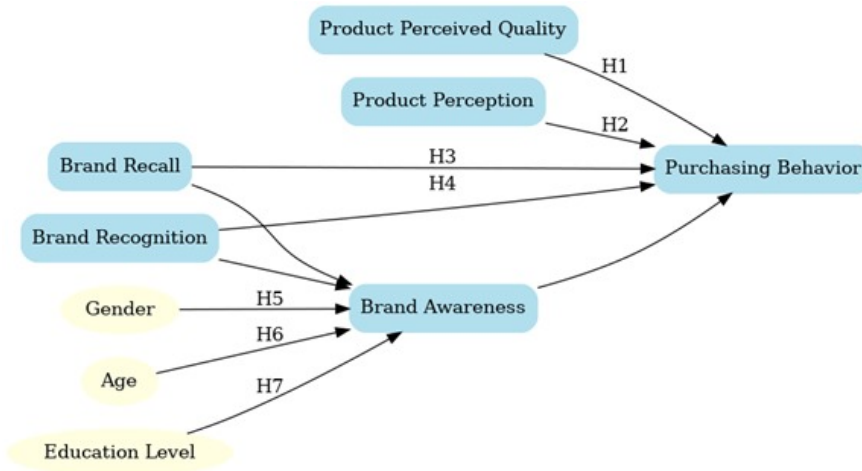 Product Perceived Quality
H1
Product Perception
H2
Brand Recall
H3
Purchasing Behavior
H4
Brand Recognition
Gender
H5
Brand Awareness
H6
Age
H7
Education Level